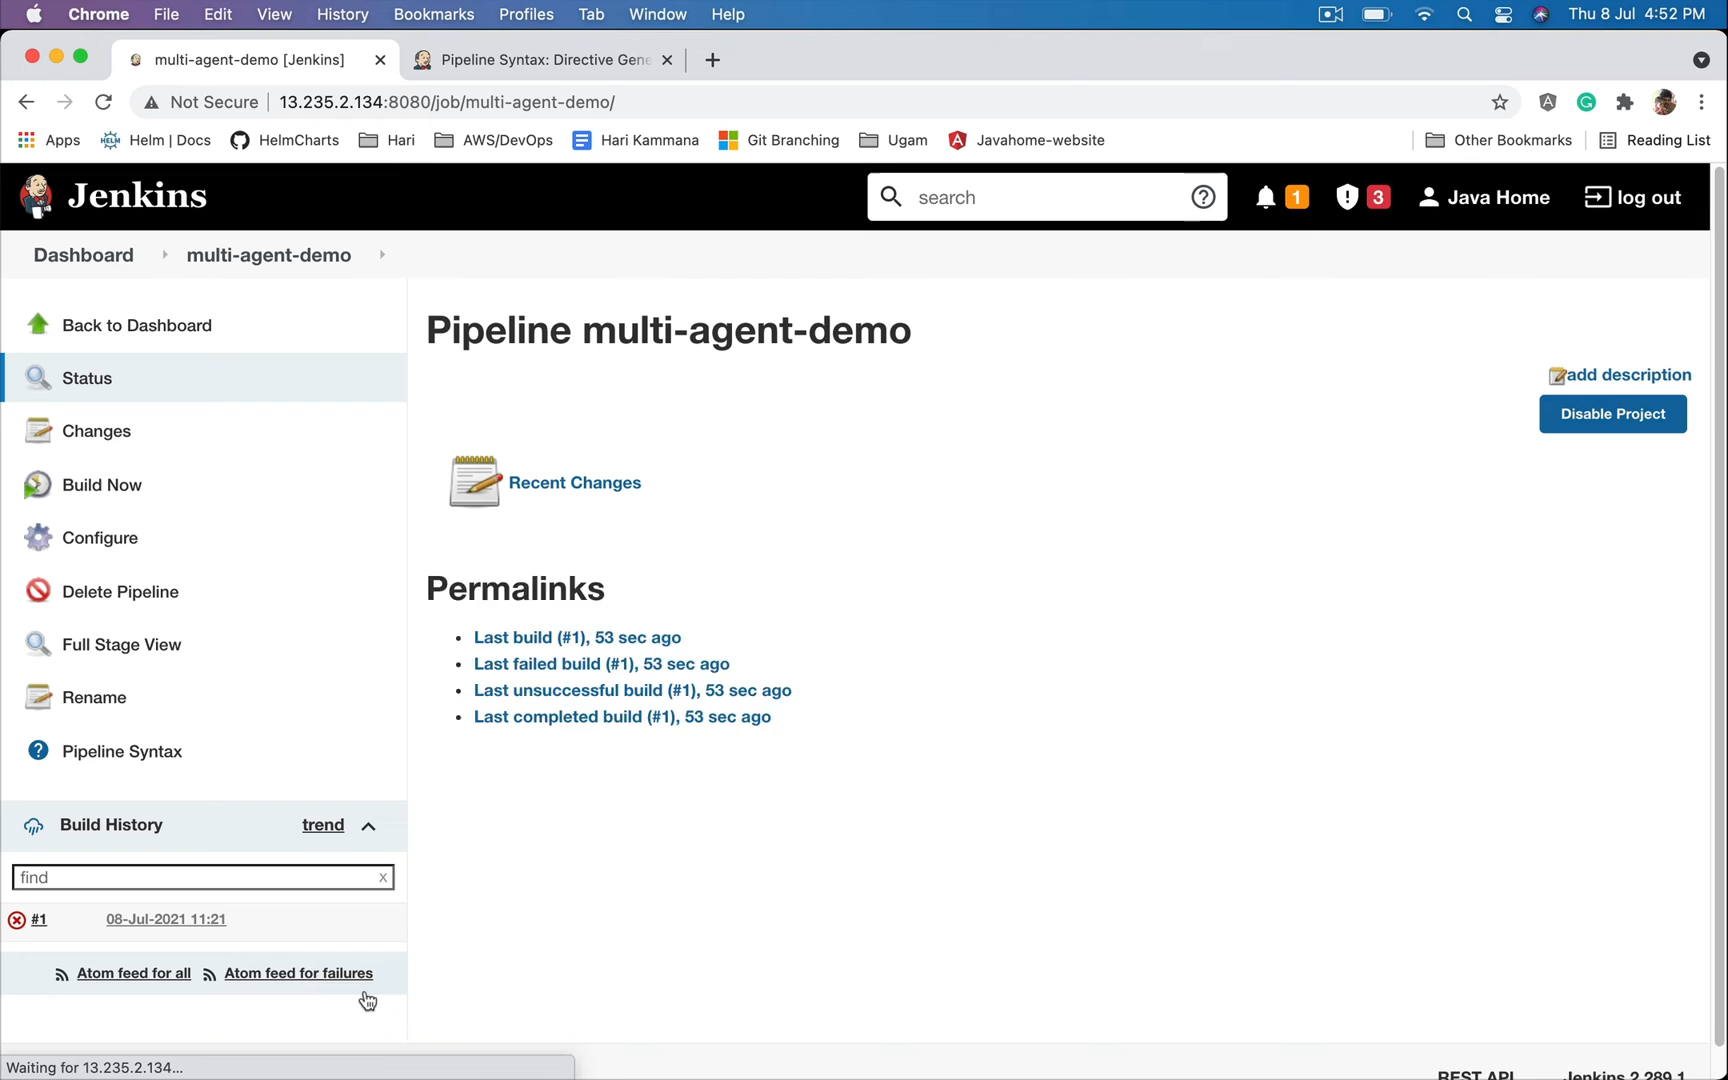 Chrome File Edit View History Bookmarks Profiles Tab Window Help Thu 8 Jul 4:52 PM
multi-agent-demo [Jenkins] Pipeline Syntax: Directive Gene
Not Secure 13.235.2.134:8080/job/multi-agent-demo/
Apps Helm | Docs HelmCharts Hari AWS/DevOps Hari Kammana Git Branching Ugam Javahome-website Other Bookmarks Reading List
Jenkins search 1 3 Java Home log out
Dashboard multi-agent-demo
Back to Dashboard
Status
Changes
Build Now
Configure
Delete Pipeline
Full Stage View
Rename
Pipeline Syntax
Build History trend
find x
#1 08-Jul-2021 11:21
Atom feed for all Atom feed for failures
Pipeline multi-agent-demo
add description
Disable Project
Recent Changes
Permalinks
• Last build (#1), 53 sec ago
• Last failed build (#1), 53 sec ago
• Last unsuccessful build (#1), 53 sec ago
• Last completed build (#1), 53 sec ago
Waiting for 13.235.2.134...
REST API Jenkins 2.289.1